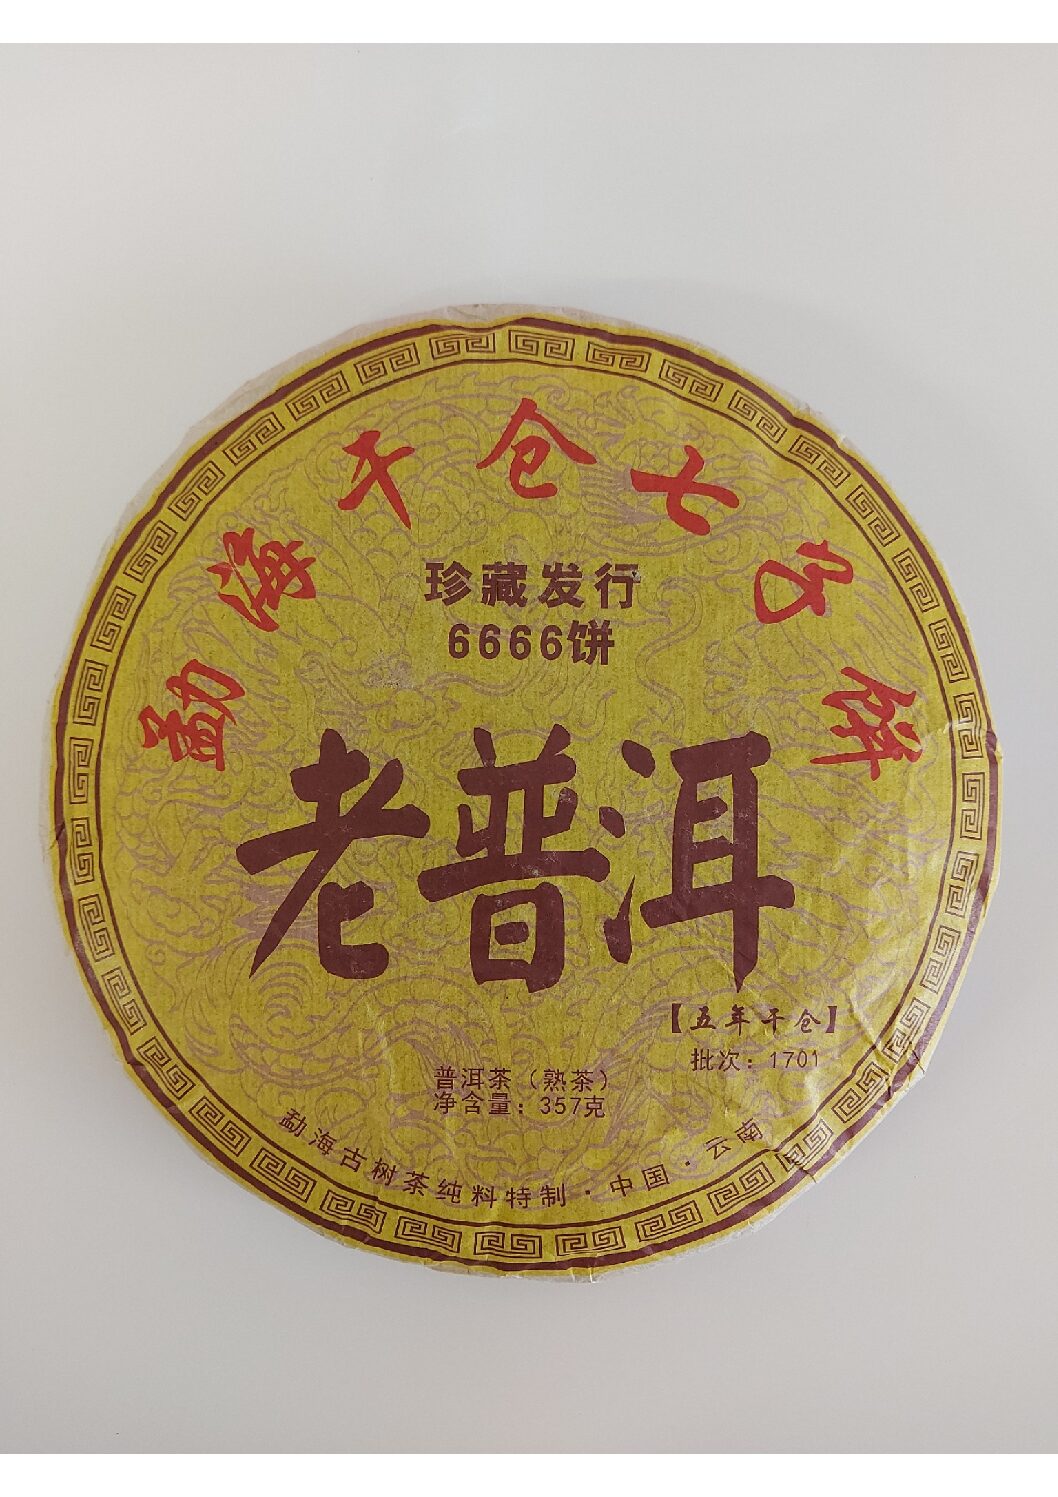 勐海干仓七子饼
珍藏发行
6666饼
老普洱
【五年干仓】
批次：1701
普洱茶（熟茶）
净含量：357克
勐海古树茶纯料特制·中国·云南